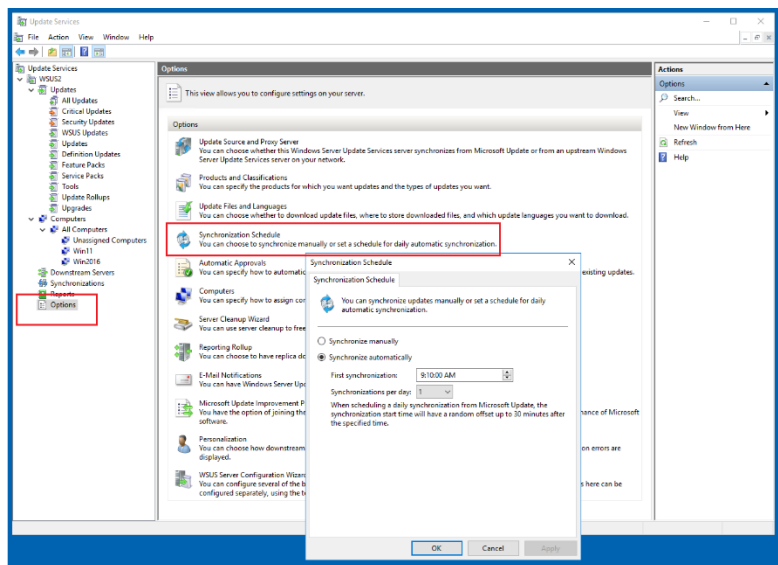 Update Services
File Action View Window Help
Update Services
WSUS2
Updates
All Updates
Critical Updates
Security Updates
WSUS Updates
Updates
Definition Updates
Feature Packs
Service Packs
Tools
Update Rollups
Upgrades
Computers
All Computers
Unassigned Computers
Win11
Win2016
Downstream Servers
Synchronizations
Reports
Options
Options
This view allows you to configure settings on your server.
Options
Update Source and Proxy Server
You can choose whether this Windows Server Update Services server synchronizes from Microsoft Update or from an upstream Windows
Server Update Services server on your network.
Products and Classifications
You can specify the products for which you want updates and the types of updates you want.
Update Files and Languages
You can choose whether to download update files, where to store downloaded files, and which update languages you want to download.
Synchronization Schedule
You can choose to synchronize manually or set a schedule for daily automatic synchronization.
Automatic Approvals
You can specify how to automatic
existing updates.
Computers
You can specify how to assign con
Server Cleanup Wizard
You can use server cleanup to free
Reporting Rollup
You can choose to have replica do
E-Mail Notifications
You can have Windows Server Upd
Microsoft Update Improvement P
You have the option of joining the
nance of Microsoft
software.
Personalization
You can choose how downstream
on errors are
displayed.
WSUS Server Configuration Wizard
You can configure several of the b
s here can be
configured separately, using the t
Synchronization Schedule
Synchronization Schedule
You can synchronize updates manually or set a schedule for daily
automatic synchronization.
Synchronize manually
Synchronize automatically
First synchronization: 9:10:00 AM
Synchronizations per day: 1
When scheduling a daily synchronization from Microsoft Update, the
synchronization start time will have a random offset up to 30 minutes after
the specified time.
OK Cancel Apply
Actions
Options
Search...
View
New Window from Here
Refresh
Help